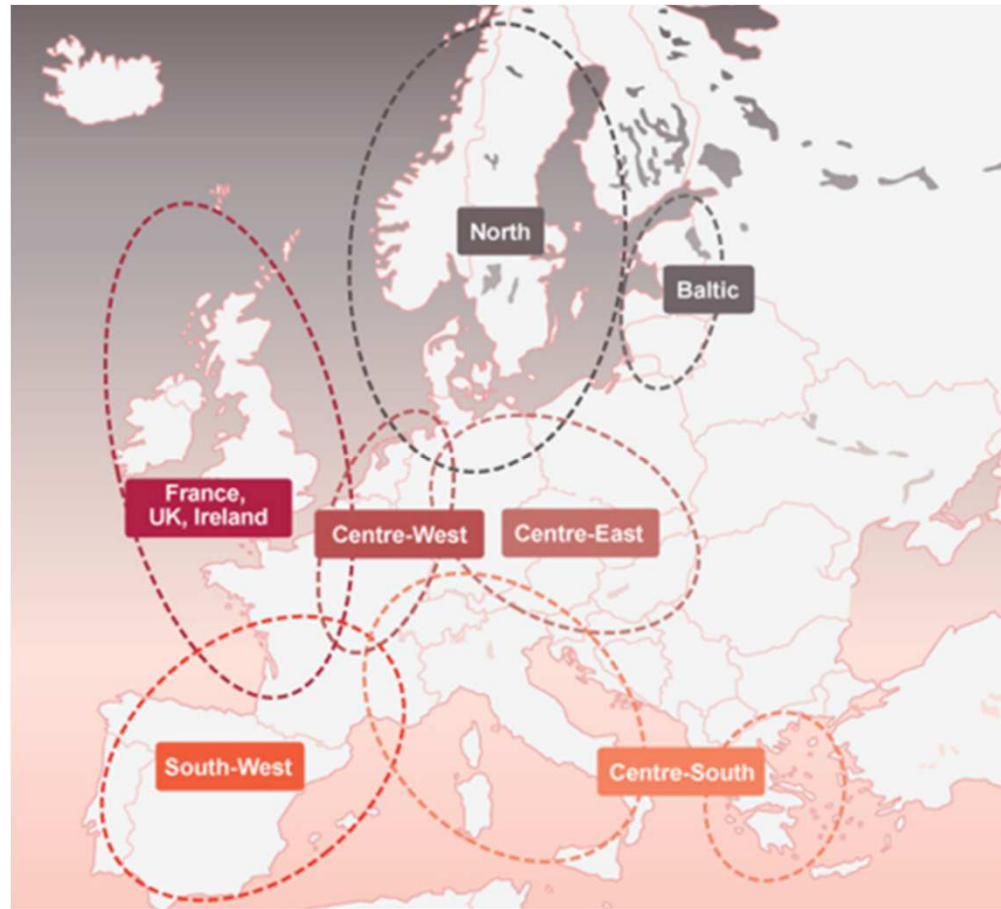 North
Baltic
France,
UK, Ireland
Centre-West
Centre-East
South-West
Centre-South